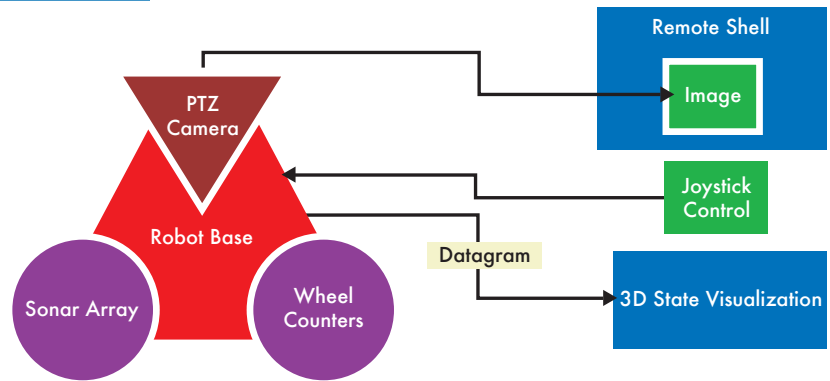 Remote Shell
PTZ
Camera
Image
Joystick
Control
Robot Base
Datagram
Sonar Array
Wheel
Counters
3D State Visualization